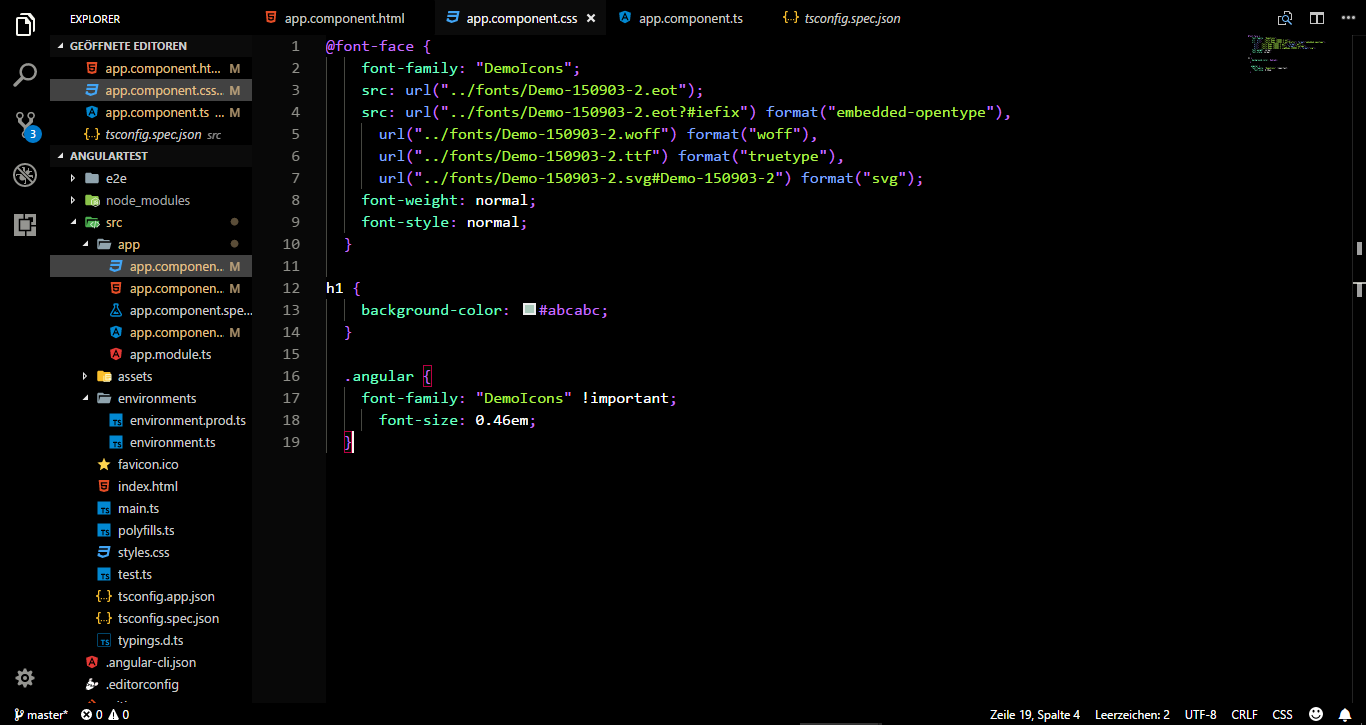 EXPLORER
GEÖFFNETE EDITOREN
app.component.ht... M
app.component.css... M
app.component.ts ... M
tsconfig.spec.json src
3
ANGULARTEST
e2e
node_modules
src
app
app.componen... M
app.componen... M
app.component.spe...
app.componen... M
app.module.ts
assets
environments
environment.prod.ts
environment.ts
favicon.ico
index.html
main.ts
polyfills.ts
styles.css
test.ts
tsconfig.app.json
tsconfig.spec.json
typings.d.ts
.angular-cli.json
.editorconfig
app.component.html app.component.css app.component.ts tsconfig.spec.json
1 @font-face {
2 font-family: "DemoIcons";
3 src: url("../fonts/Demo-150903-2.eot");
4 src: url("../fonts/Demo-150903-2.eot?#iefix") format("embedded-opentype"),
5 url("../fonts/Demo-150903-2.woff") format("woff"),
6 url("../fonts/Demo-150903-2.ttf") format("truetype"),
7 url("../fonts/Demo-150903-2.svg#Demo-150903-2") format("svg");
8 font-weight: normal;
9 font-style: normal;
10 }
11
12 h1 {
13 background-color: #abcabc;
14 }
15
16 .angular {
17 font-family: "DemoIcons" !important;
18 font-size: 0.46em;
19 }
master* 0 0 Zeile 19, Spalte 4 Leerzeichen: 2 UTF-8 CRLF CSS